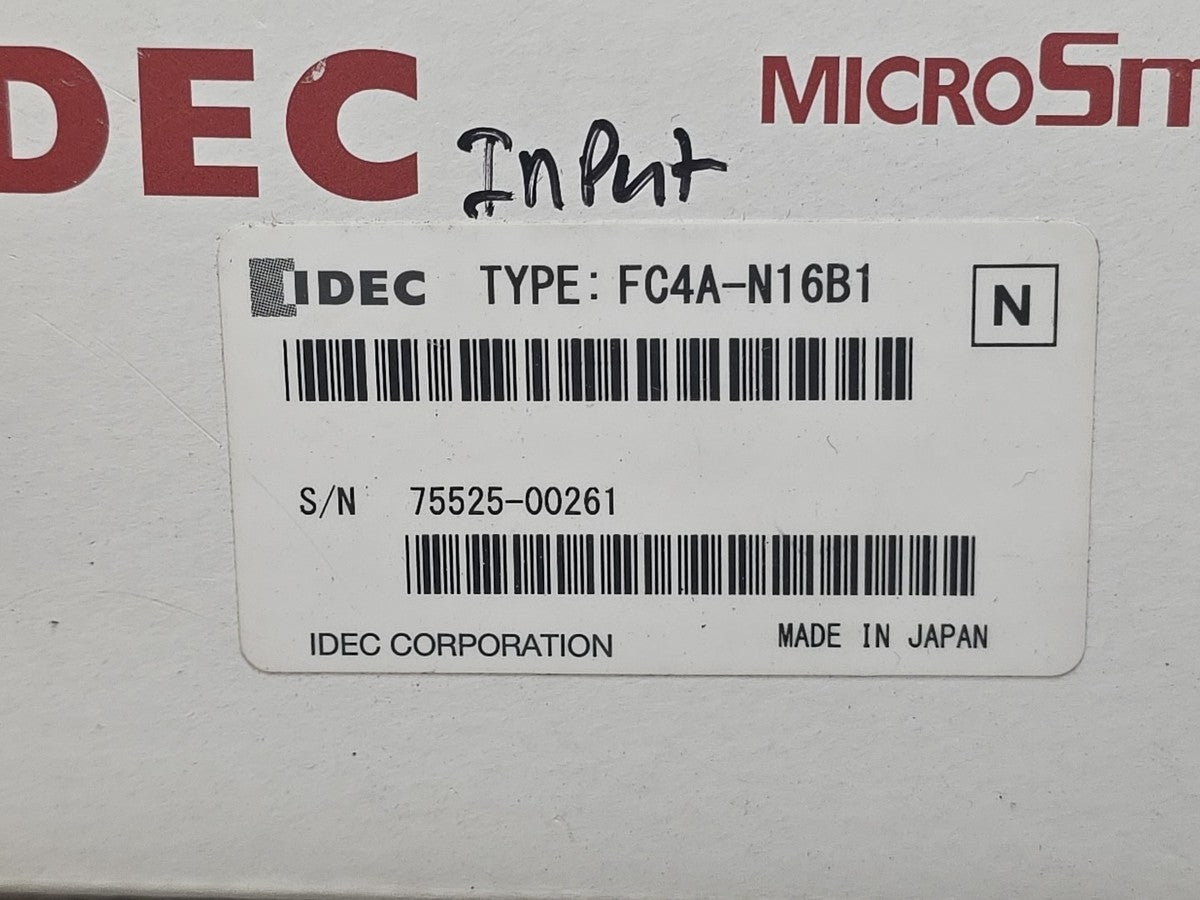 IDEC
MICROSm
Input
IDEC TYPE: FC4A-N16B1
N
S/N 75525-00261
IDEC CORPORATION
MADE IN JAPAN